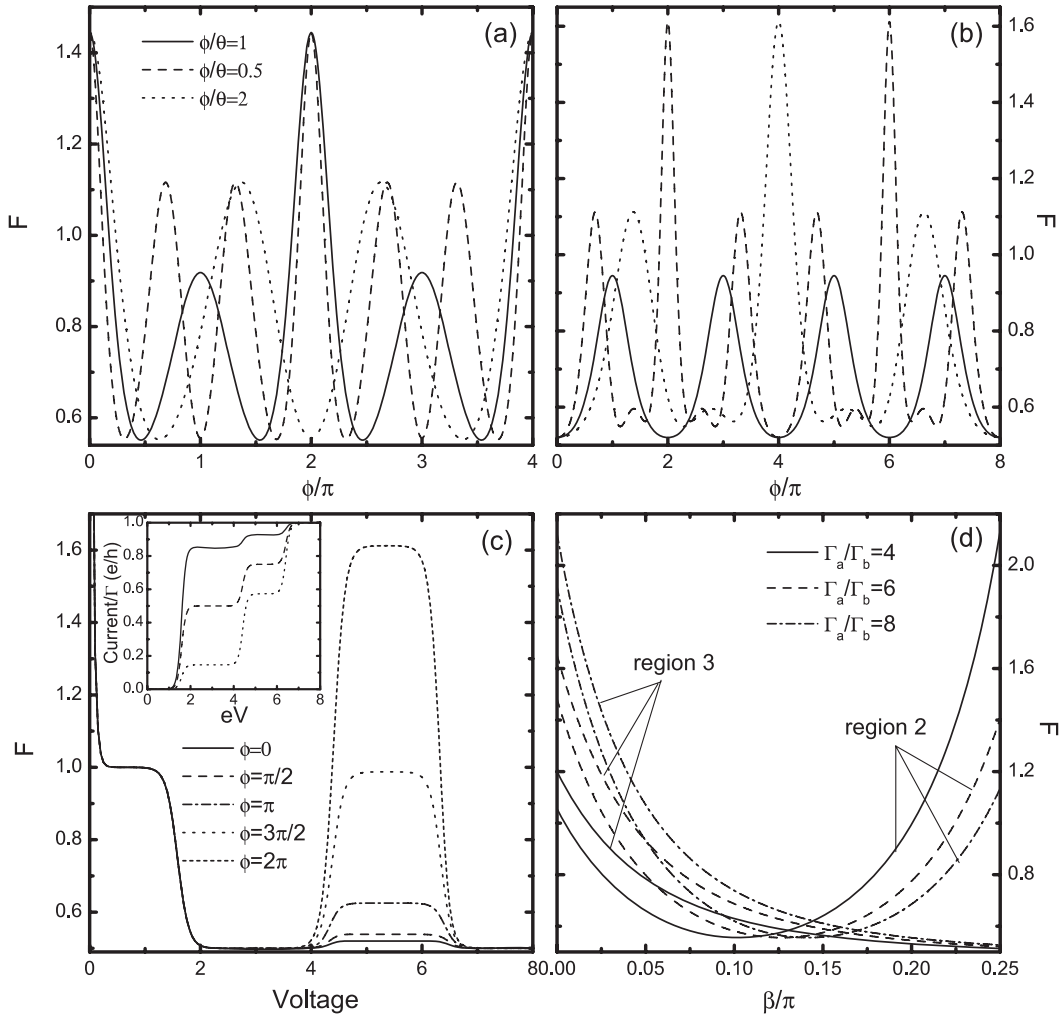 (a)
ϕ/θ=1
ϕ/θ=0.5
ϕ/θ=2
1.4
1.2
1.0
0.8
0.6
F
0 1 2 3 4
ϕ/π
(b)
1.6
1.4
1.2
1.0
0.8
0.6
F
0 2 4 6 8
ϕ/π
(c)
1.6
1.4
1.2
1.0
0.8
0.6
F
0 2 4 6 8
Voltage
Current/Γ (e/h)
1.0
0.8
0.6
0.4
0.2
0.0
0 2 4 6 8
eV
ϕ=0
ϕ=π/2
ϕ=π
ϕ=3π/2
ϕ=2π
(d)
Γa/Γb=4
Γa/Γb=6
Γa/Γb=8
region 3
region 2
2.0
1.6
1.2
0.8
F
0.00 0.05 0.10 0.15 0.20 0.25
β/π